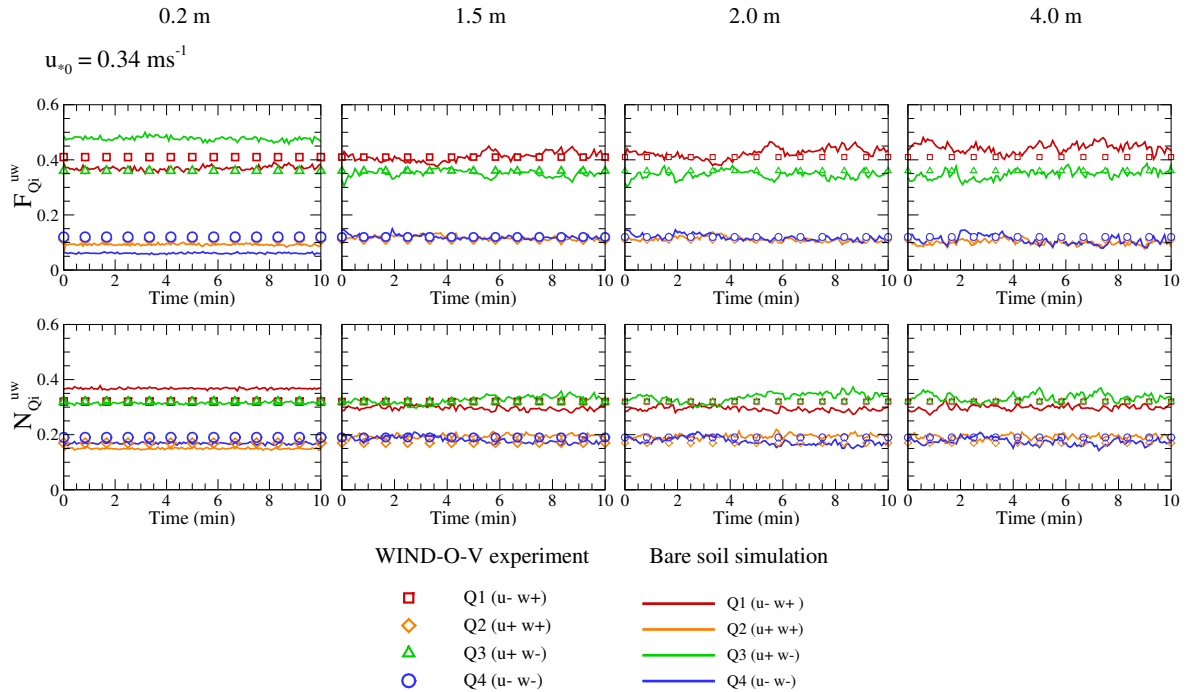 0.2 m 1.5 m 2.0 m 4.0 m
u*0 = 0.34 ms-1
0.6
0.4
0.2
0
F Qi uw
0 2 4 6 8 10 0 2 4 6 8 10 0 2 4 6 8 10 0 2 4 6 8 10
Time (min) Time (min) Time (min) Time (min)
0.6
0.4
0.2
0
N Qi uw
0 2 4 6 8 10 0 2 4 6 8 10 0 2 4 6 8 10 0 2 4 6 8 10
Time (min) Time (min) Time (min) Time (min)
WIND-O-V experiment Bare soil simulation
Q1 (u- w+) Q1 (u- w+ )
Q2 (u+ w+) Q2 (u+ w+)
Q3 (u+ w-) Q3 (u+ w-)
Q4 (u- w-) Q4 (u- w-)